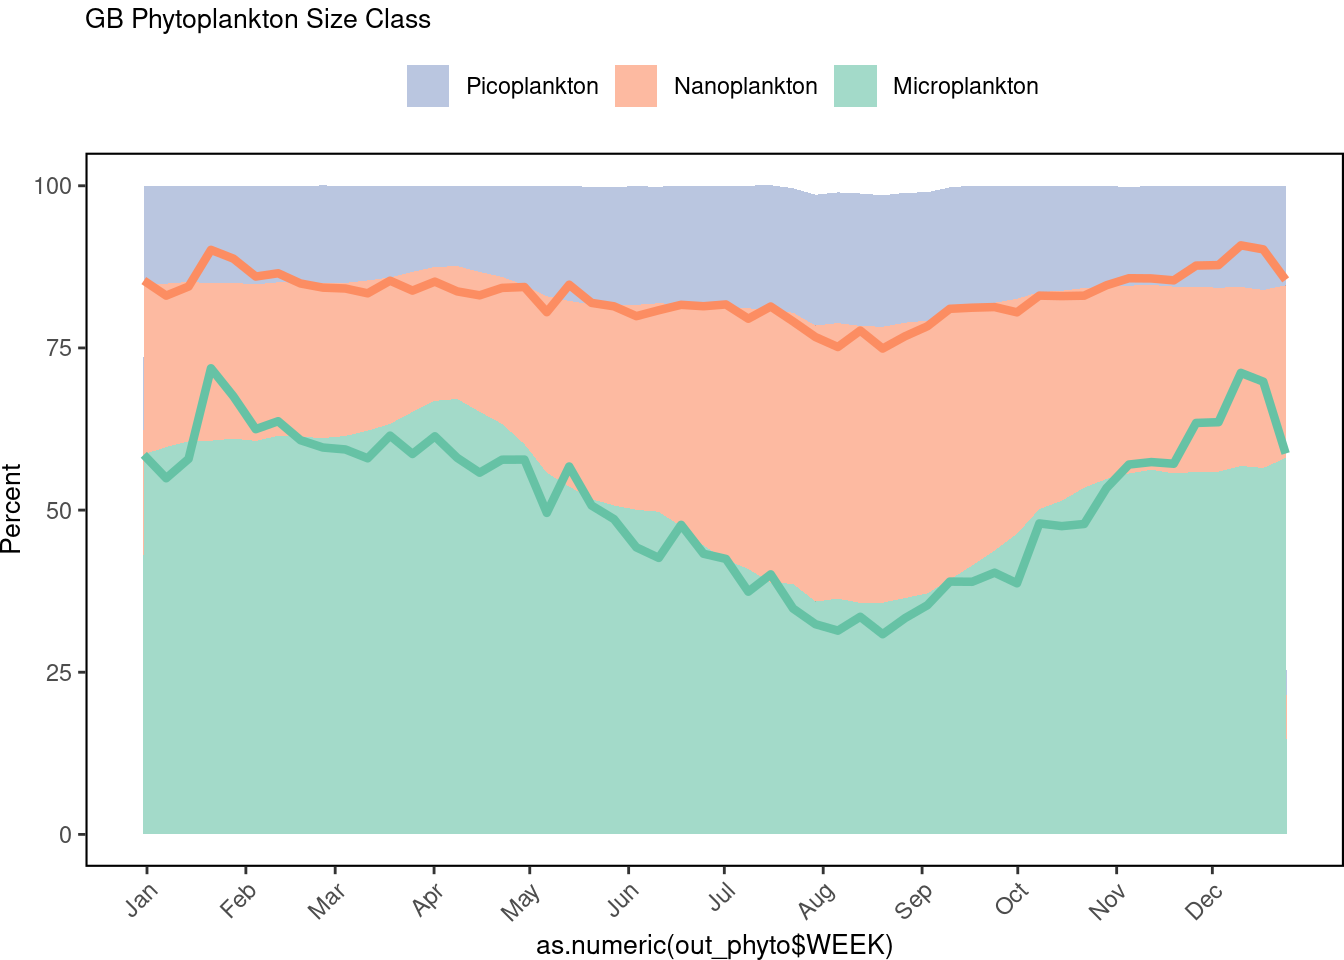 GB Phytoplankton Size Class
Picoplankton Nanoplankton Microplankton
100
75
50
25
0
Percent
Jan Feb Mar Apr May Jun Jul Aug Sep Oct Nov Dec
as.numeric(out_phyto$WEEK)